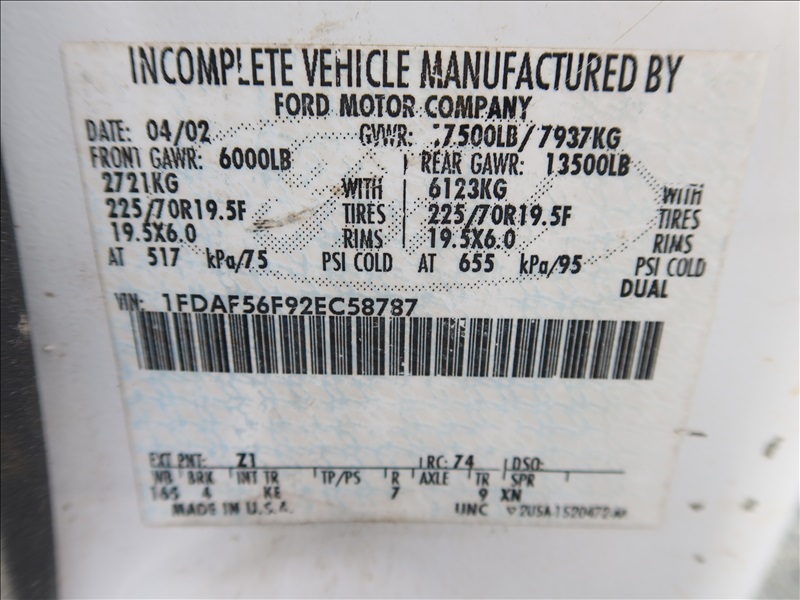 INCOMPLETE VEHICLE MANUFACTURED BY
FORD MOTOR COMPANY
DATE: 04/02 GVWR: 7500LB/ 7937KG
FRONT GAWR: 6000LB REAR GAWR: 13500LB
2721KG WITH 6123KG WITH
225/70R19.5F TIRES 225/70R19.5F TIRES
19.5X6.0 RIMS 19.5X6.0 RIMS
AT 517 kPa/75 PSI COLD AT 655 kPa/95 PSI COLD
DUAL
VIN: 1FDAF56F92EC58787
EXT PNT: Z1 RC: 74 DSO:
WB BRK INT TR TP/PS R AXLE TR SPR
165 4 KE 7 9 XN
MADE IN U.S.A. UNC